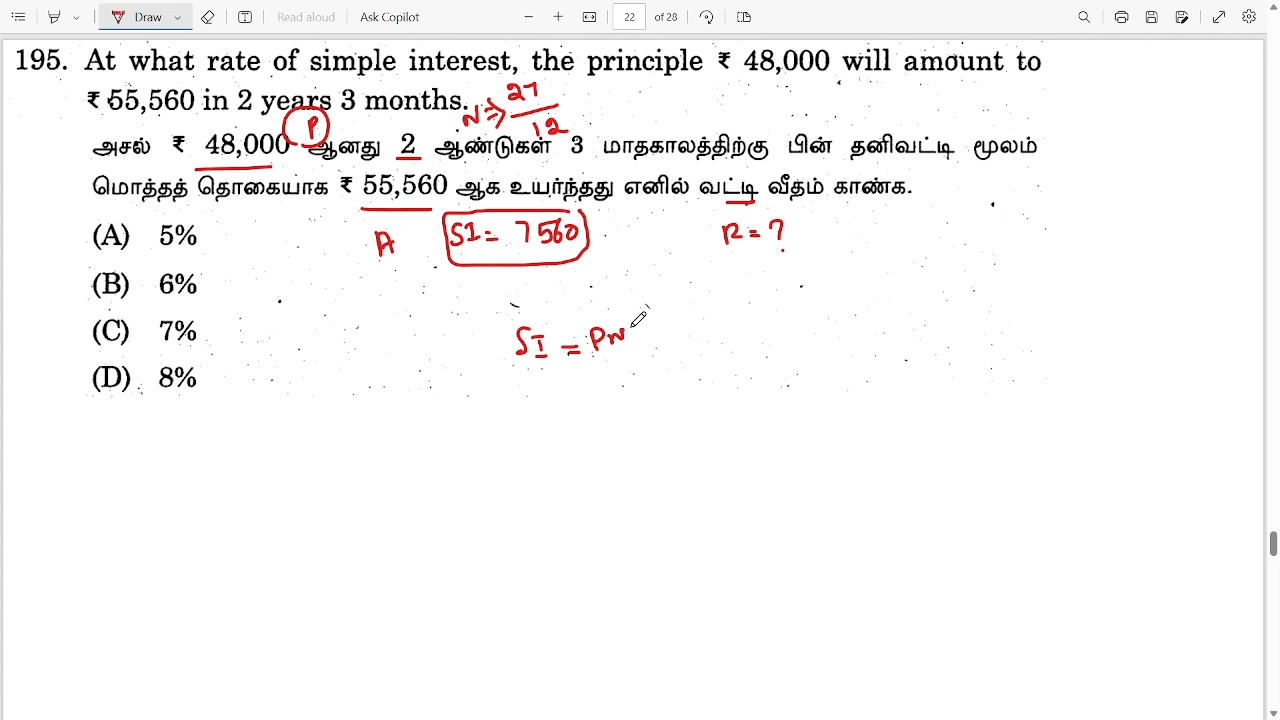 Draw Read aloud Ask Copilot 22 of 28
195. At what rate of simple interest, the principle ₹ 48,000 will amount to
₹ 55,560 in 2 years 3 months.
N ⇒ 27/12
P
அசல் ₹ 48,000 ஆனது 2 ஆண்டுகள் 3 மாதகாலத்திற்கு பின் தனிவட்டி மூலம்
மொத்தத் தொகையாக ₹ 55,560 ஆக உயர்ந்தது எனில் வட்டி வீதம் காண்க.
(A) 5%
A SI = 7560 R = ?
(B) 6%
(C) 7%
SI = PN
(D) 8%